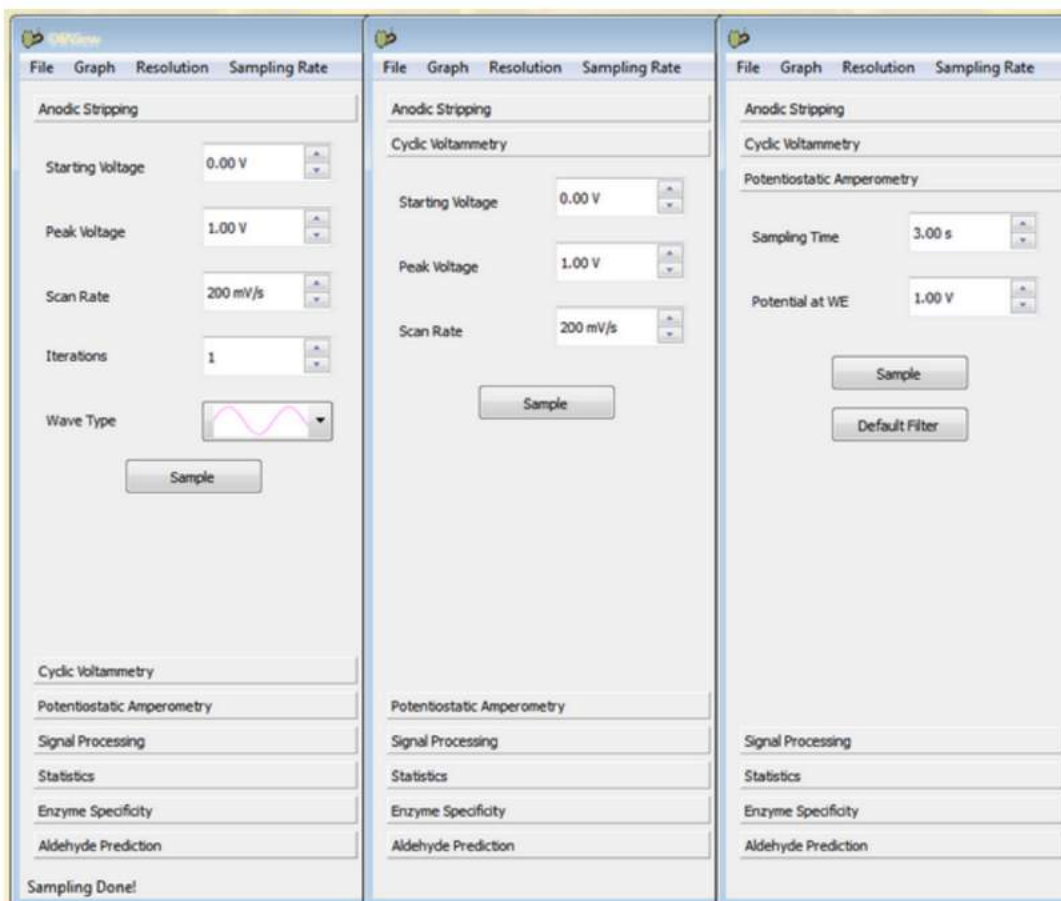 File Graph Resolution Sampling Rate
Anodic Stripping
Starting Voltage 0.00 V
Peak Voltage 1.00 V
Scan Rate 200 mV/s
Iterations 1
Wave Type
Sample
Cyclic Voltammetry
Potentiostatic Amperometry
Signal Processing
Statistics
Enzyme Specificity
Aldehyde Prediction
Sampling Done!
File Graph Resolution Sampling Rate
Anodic Stripping
Cyclic Voltammetry
Starting Voltage 0.00 V
Peak Voltage 1.00 V
Scan Rate 200 mV/s
Sample
Potentiostatic Amperometry
Signal Processing
Statistics
Enzyme Specificity
Aldehyde Prediction
File Graph Resolution Sampling Rate
Anodic Stripping
Cyclic Voltammetry
Potentiostatic Amperometry
Sampling Time 3.00 s
Potential at WE 1.00 V
Sample
Default Filter
Signal Processing
Statistics
Enzyme Specificity
Aldehyde Prediction